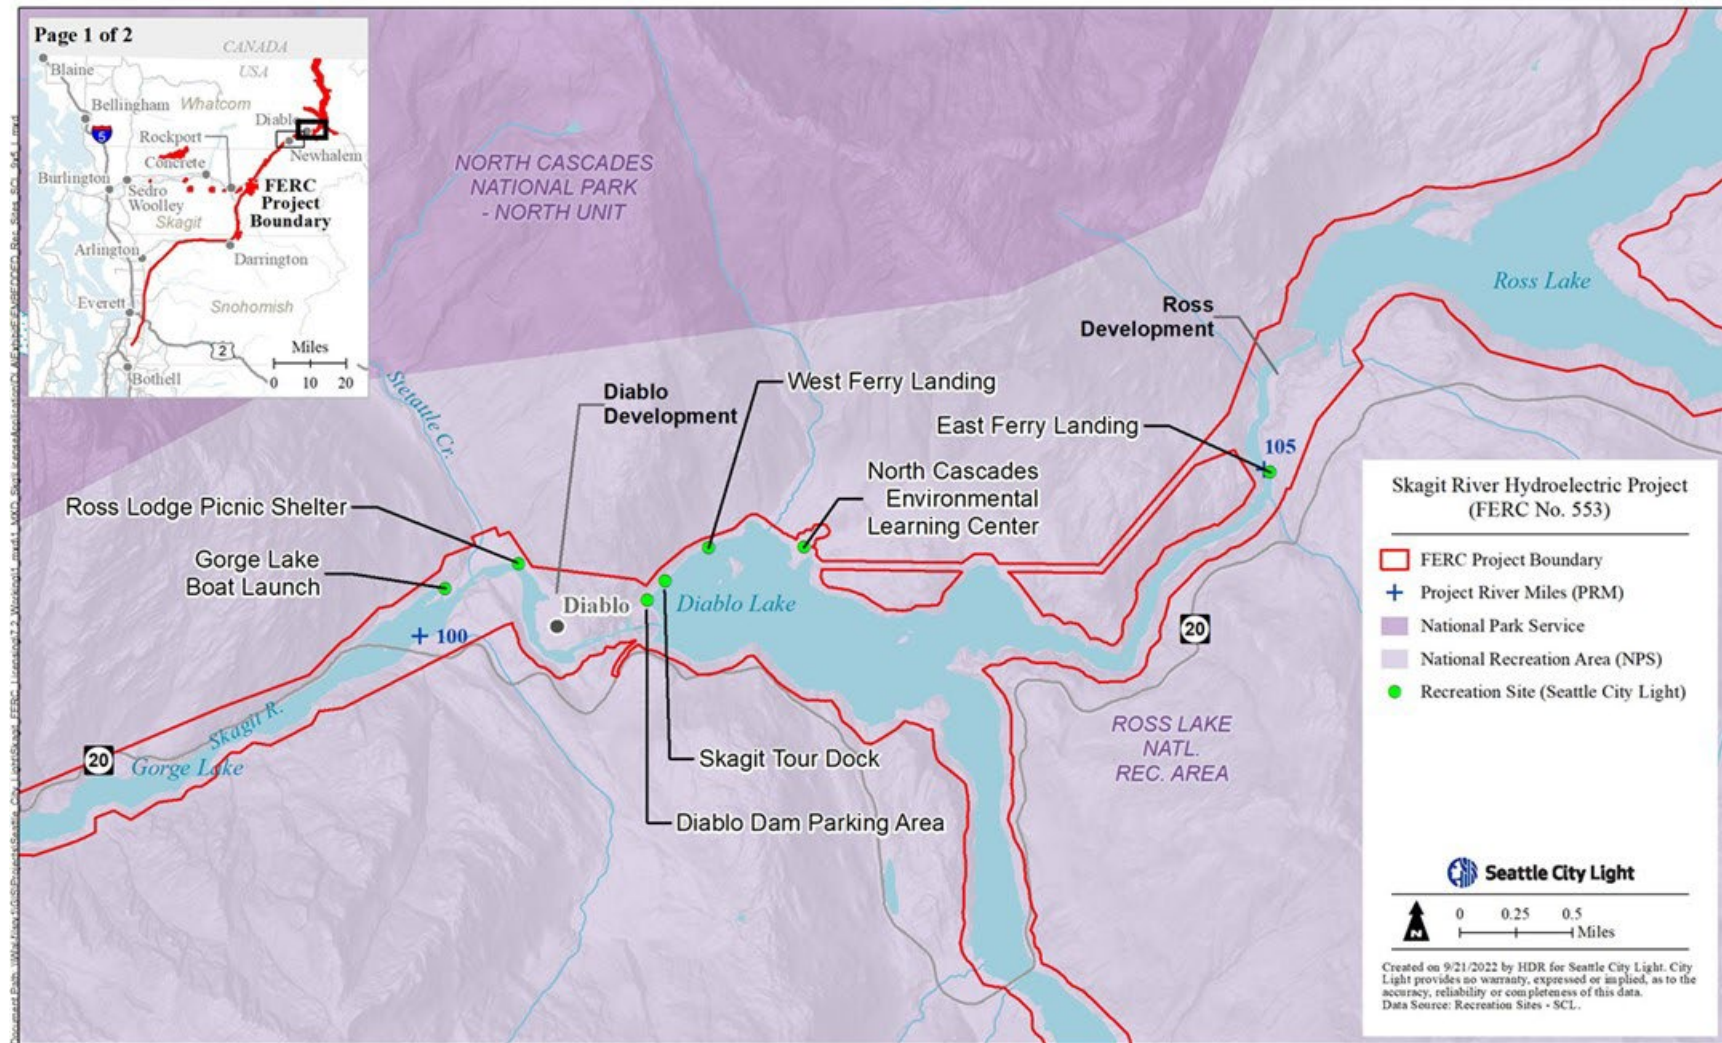 Page 1 of 2
CANADA
USA
Blaine
Bellingham
Whatcom
5
Diablo
Rockport
Newhalem
Concrete
Burlington
Sedro
Woolley
FERC
Project
Boundary
Skagit
Arlington
Darrington
Everett
Snohomish
2
Miles
0 10 20
Bothell
NORTH CASCADES
NATIONAL PARK
- NORTH UNIT
Ross Lake
Ross
Development
Stetattle Cr.
Diablo
Development
West Ferry Landing
East Ferry Landing
105
North Cascades
Environmental
Learning Center
Ross Lodge Picnic Shelter
Gorge Lake
Boat Launch
Diablo
Diablo Lake
100
20
Skagit R.
20
Gorge Lake
Skagit Tour Dock
Diablo Dam Parking Area
ROSS LAKE
NATL.
REC. AREA
Skagit River Hydroelectric Project
(FERC No. 553)
FERC Project Boundary
Project River Miles (PRM)
National Park Service
National Recreation Area (NPS)
Recreation Site (Seattle City Light)
Seattle City Light
N
0 0.25 0.5
Miles
Created on 9/21/2022 by HDR for Seattle City Light. City
Light provides no warranty, expressed or implied, as to the
accuracy, reliability or completeness of this data.
Data Source: Recreation Sites - SCL.